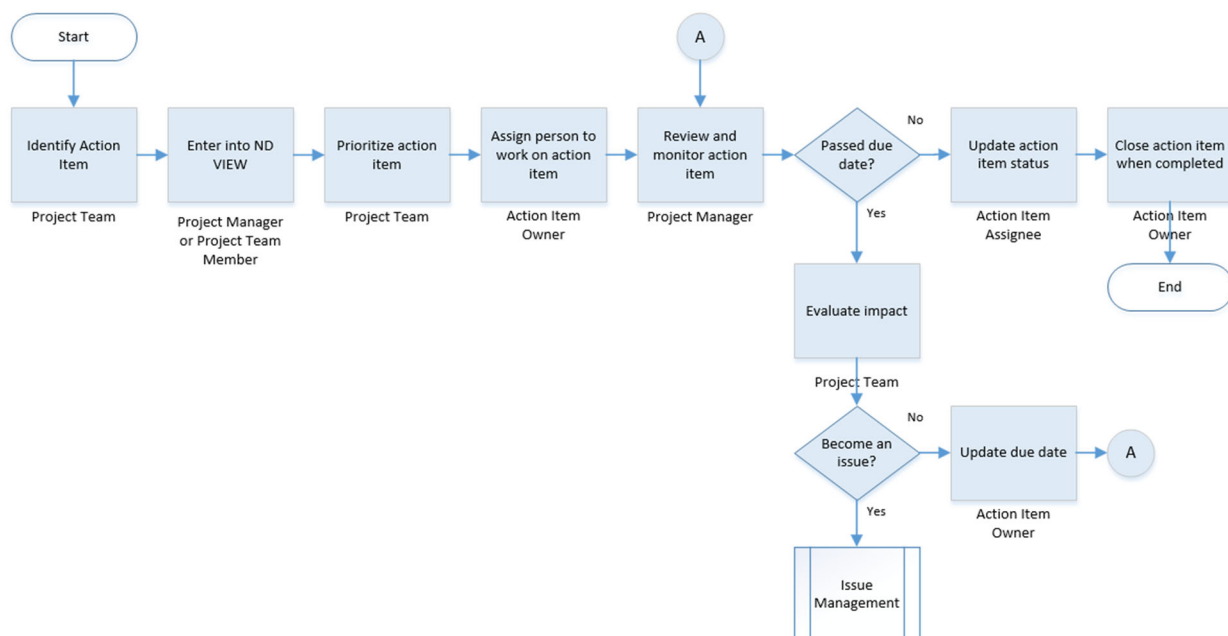 Start
A
Identify Action
Item
Project Team
Enter into ND
VIEW
Project Manager
or Project Team
Member
Prioritize action
item
Project Team
Assign person to
work on action
item
Action Item
Owner
Review and
monitor action
item
Project Manager
Passed due
date?
No
Yes
Update action
item status
Action Item
Assignee
Close action item
when completed
Action Item
Owner
End
Evaluate impact
Project Team
Become an
issue?
No
Yes
Update due date
Action Item
Owner
A
Issue
Management